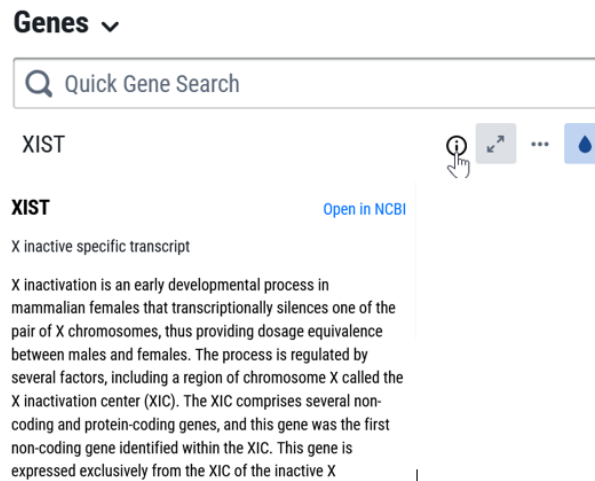 Genes
Quick Gene Search
XIST
XIST
Open in NCBI
X inactive specific transcript
X inactivation is an early developmental process in
mammalian females that transcriptionally silences one of the
pair of X chromosomes, thus providing dosage equivalence
between males and females. The process is regulated by
several factors, including a region of chromosome X called the
X inactivation center (XIC). The XIC comprises several non-
coding and protein-coding genes, and this gene was the first
non-coding gene identified within the XIC. This gene is
expressed exclusively from the XIC of the inactive X